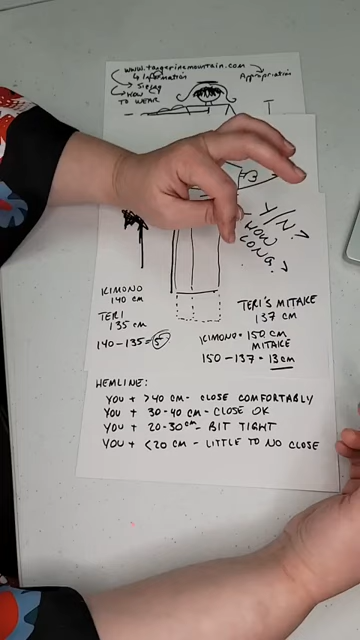 www.tangerinemountain.com
↳ Information
→ Sizing
→ How
TO WEAR
Appropriation
Y/N?
HOW
LONG?
KIMONO
140 cm
TERI
135 cm
140-135=5
TERI'S MITAKE
137 cm
KIMONO = 150 cm
MITAKE
150-137=13cm
HEMLINE:
YOU + >40 cm - CLOSE COMFORTABLY
YOU + 30-40 cm - CLOSE OK
YOU + 20-30cm - BIT TIGHT
YOU + <20 cm - LITTLE TO NO CLOSE